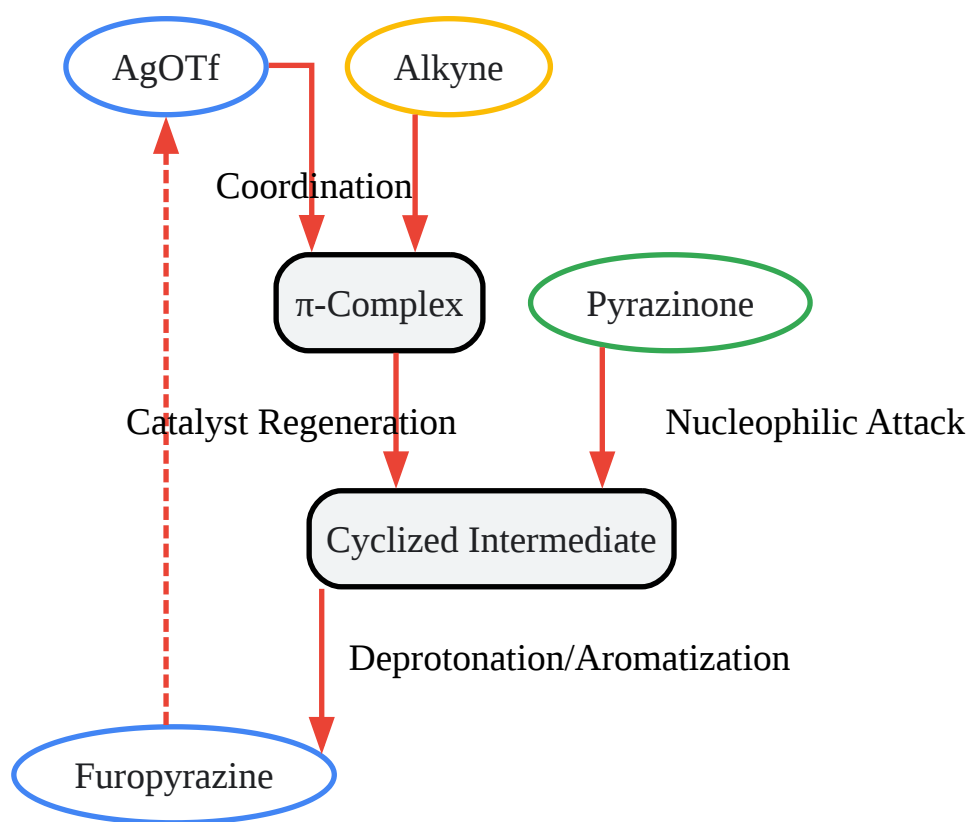 AgOTf
Alkyne
Coordination
π-Complex
Pyrazinone
Catalyst Regeneration
Nucleophilic Attack
Cyclized Intermediate
Deprotonation/Aromatization
Furopyrazine